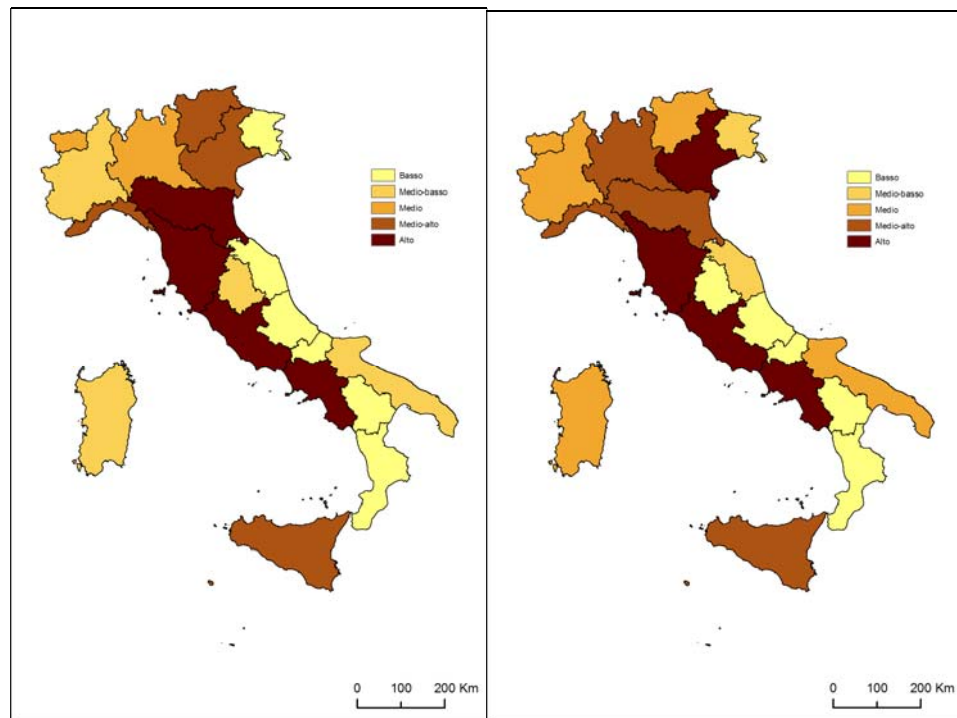 Basso
Medio-basso
Medio
Medio-alto
Alto
0 100 200 Km
Basso
Medio-basso
Medio
Medio-alto
Alto
0 100 200 Km